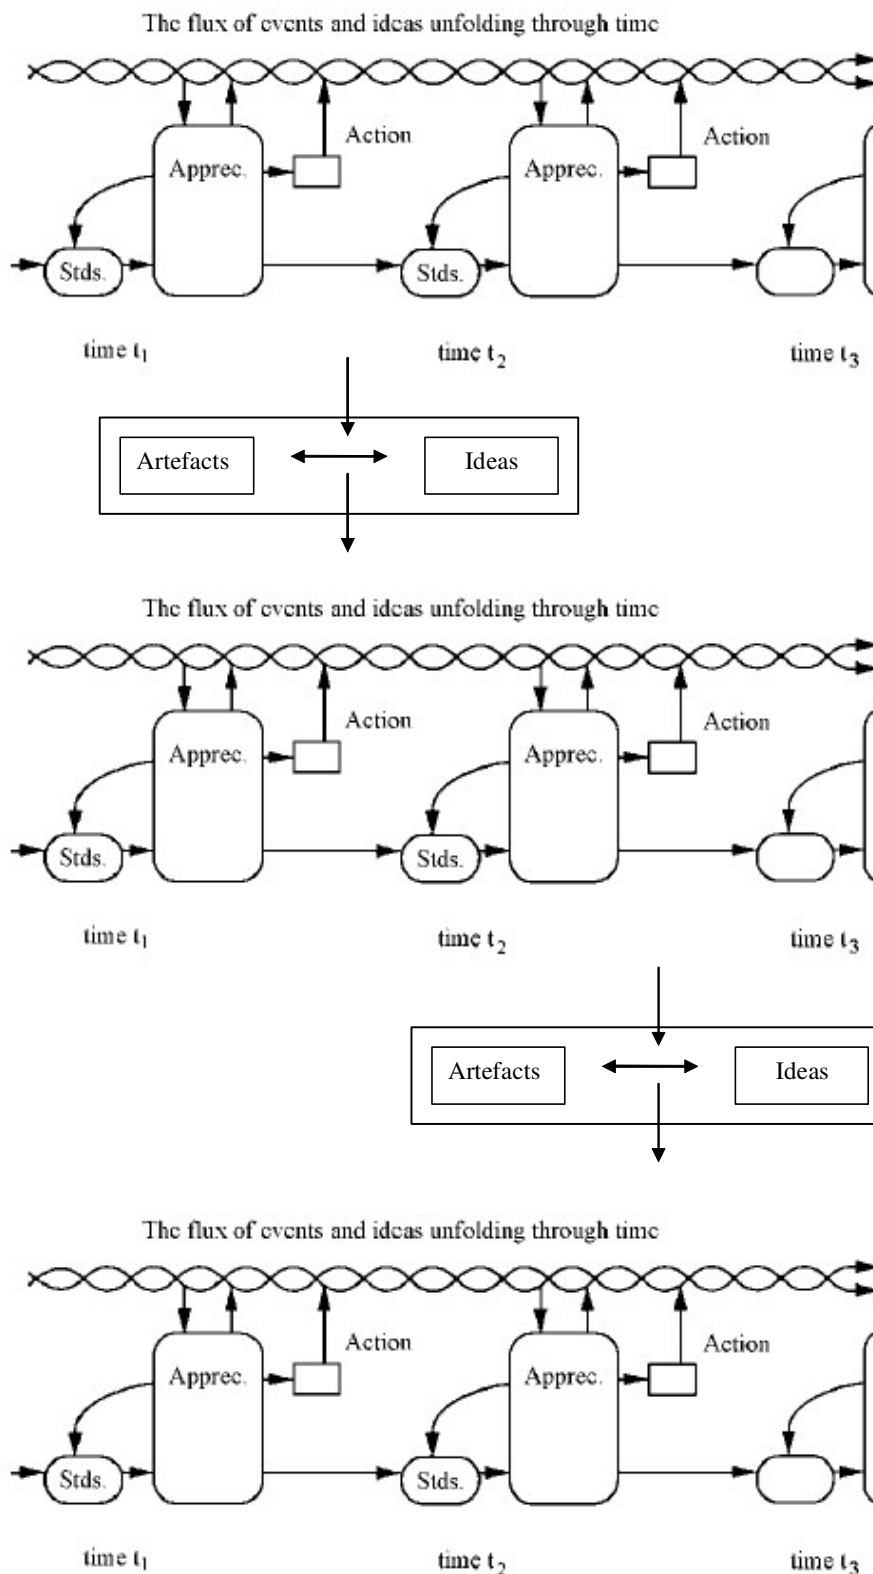 The flux of events and ideas unfolding through time
Action Action
Apprec. Apprec.
Stds. Stds.
time t1 time t2 time t3
Artefacts Ideas
The flux of events and ideas unfolding through time
Action Action
Apprec. Apprec.
Stds. Stds.
time t1 time t2 time t3
Artefacts Ideas
The flux of events and ideas unfolding through time
Action Action
Apprec. Apprec.
Stds. Stds.
time t1 time t2 time t3